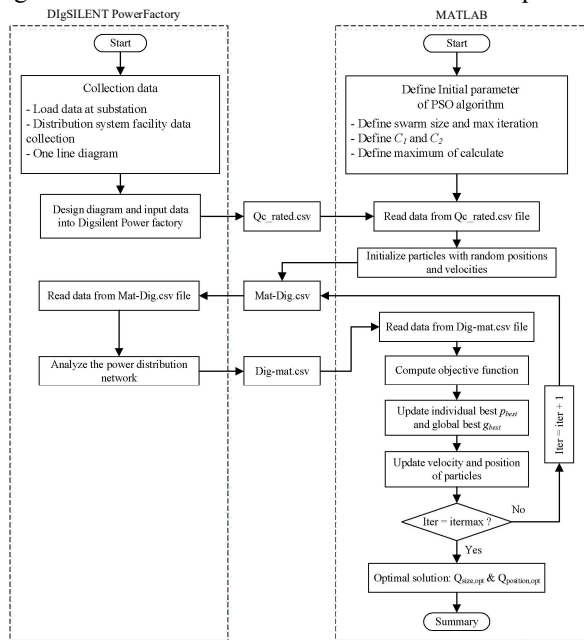 DIgSILENT PowerFactory
MATLAB
Start
Collection data
- Load data at substation
- Distribution system facility data
collection
- One line diagram
Design diagram and input data
into Digsilent Power factory
Qc_rated.csv
Start
Define Initial parameter
of PSO algorithm
- Define swarm size and max iteration
- Define C1 and C2
- Define maximum of calculate
Read data from Qc_rated.csv file
Initialize particles with random positions
and velocities
Mat-Dig.csv
Read data from Mat-Dig.csv file
Analyze the power distribution
network
Dig-mat.csv
Read data from Dig-mat.csv file
Compute objective function
Update individual best pbest
and global best gbest
Update velocity and position
of particles
Iter = itermax ?
No
Iter = iter + 1
Yes
Optimal solution: Qsize,opt & Qposition,opt
Summary